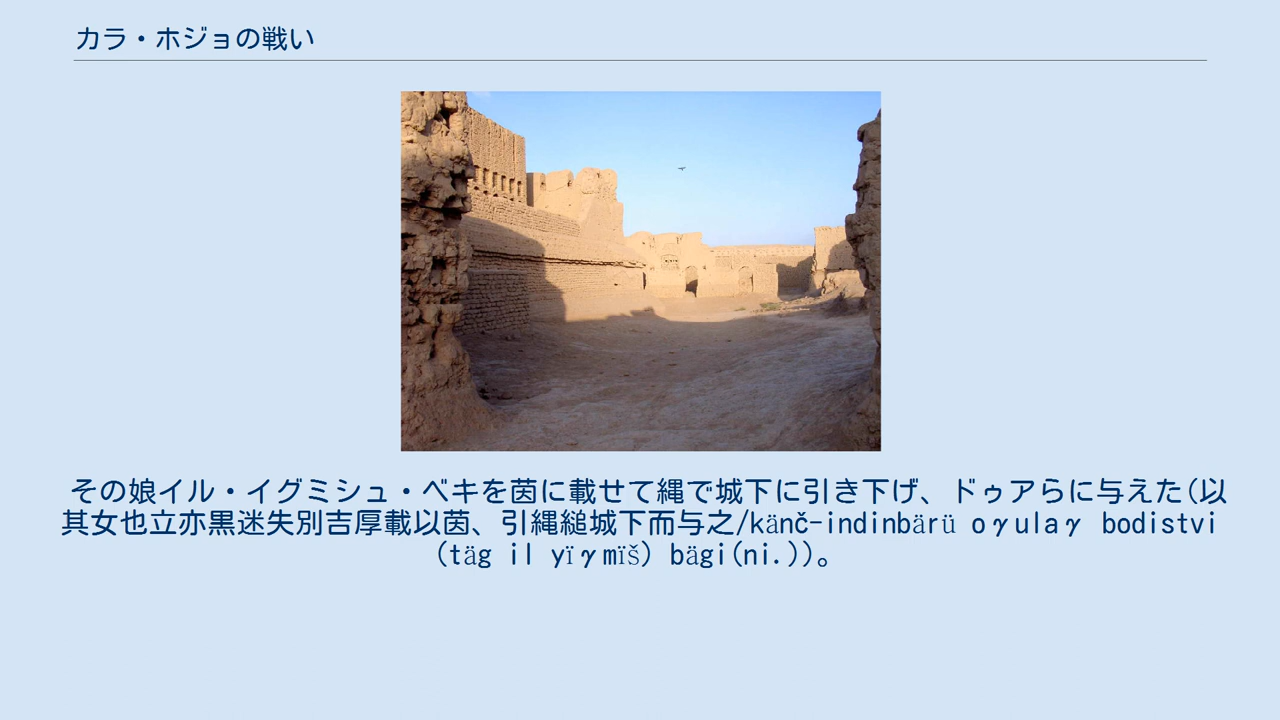 カラ・ホジョの戦い
その娘イル・イグミシュ・ベキを茵に載せて縄で城下に引き下げ、ドゥアらに与えた(以
其女也立亦黒迷失別吉厚載以茵、引縄縋城下而与之/känč-indinbärü oγulaγ bodistvi
(täg il yïγmïš) bägi(ni.))。